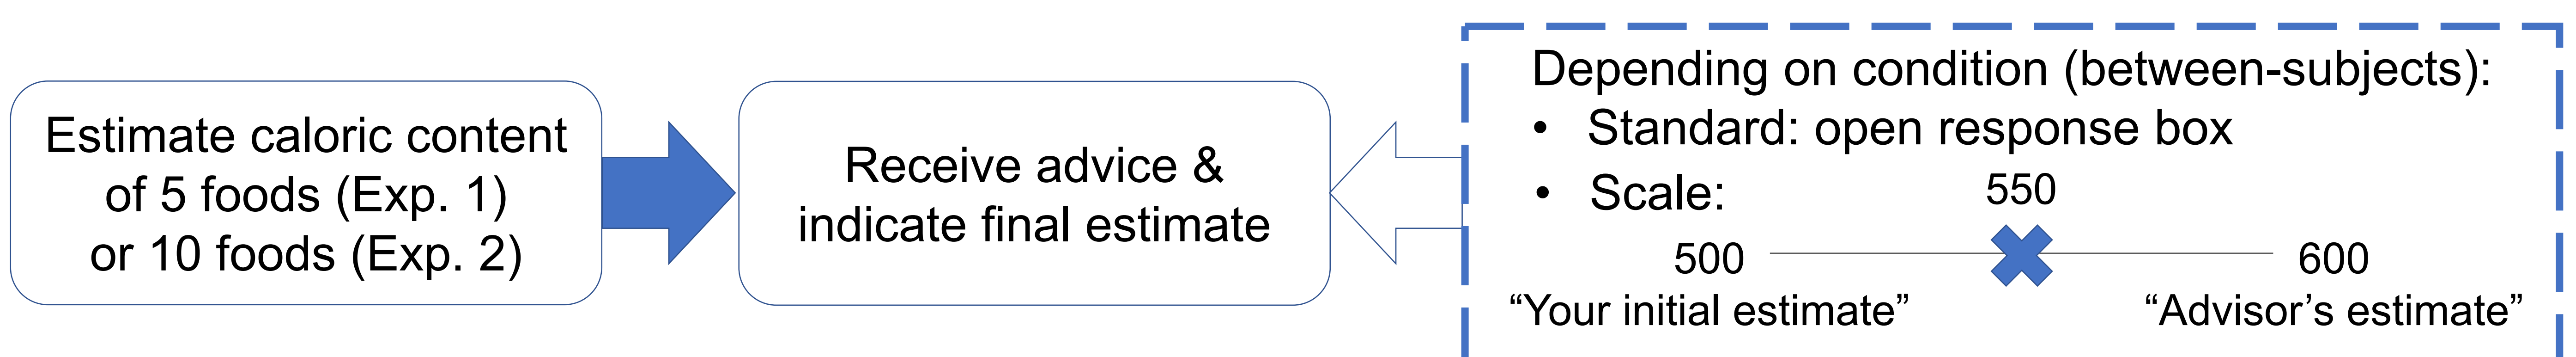 Estimate caloric content
of 5 foods (Exp. 1)
or 10 foods (Exp. 2)
Receive advice &
indicate final estimate
Depending on condition (between-subjects):
• Standard: open response box
• Scale:
550
500
600
“Your initial estimate”
“Advisor’s estimate”